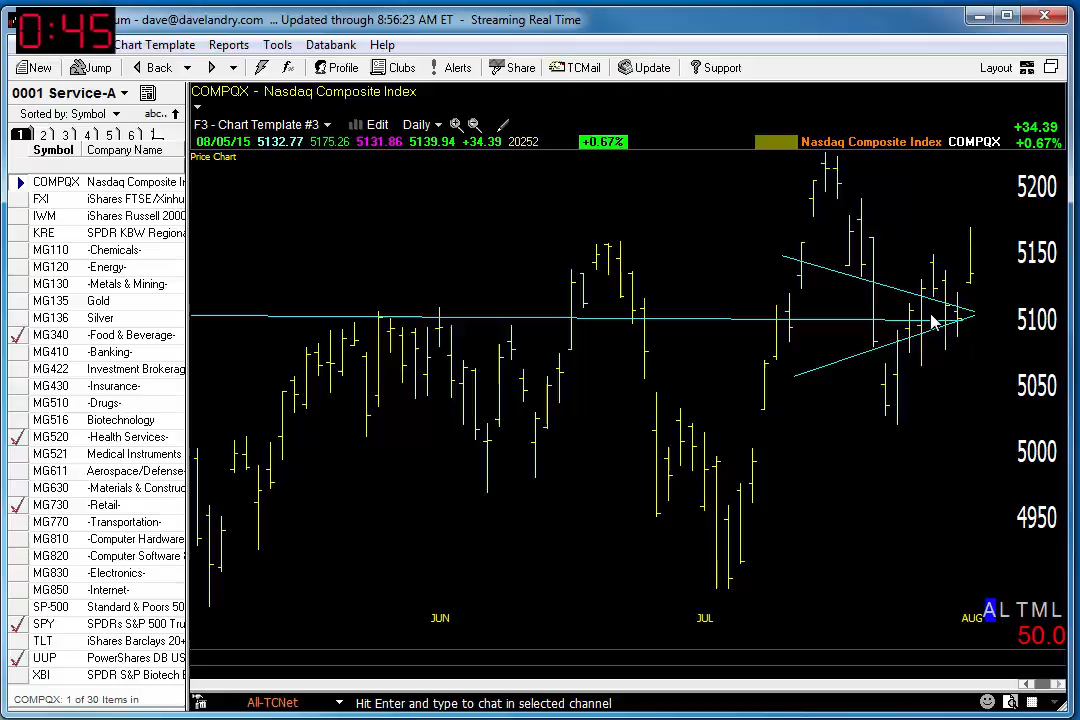 um - dave@davelandry.com ... Updated through 8:56:23 AM ET - Streaming Real Time
0:45
Chart Template Reports Tools Databank Help
New Jump Back Profile Clubs Alerts Share TCMail Update Support Layout
0001 Service-A
COMPQX - Nasdaq Composite Index
Sorted by: Symbol abc..
F3 - Chart Template #3 Edit Daily
+34.39
1 2 3 4 5 6
08/05/15 5132.77 5175.26 5131.86 5139.94 +34.39 20252 +0.67% Nasdaq Composite Index COMPQX +0.67%
Symbol Company Name
Price Chart
COMPQX Nasdaq Composite In
FXI iShares FTSE/Xinhu
IWM iShares Russell 2000
KRE SPDR KBW Regiona
MG110 -Chemicals-
MG120 -Energy-
MG130 -Metals & Mining-
MG135 Gold
MG136 Silver
MG340 -Food & Beverage-
MG410 -Banking-
MG422 Investment Brokerag
MG430 -Insurance-
MG510 -Drugs-
MG516 Biotechnology
MG520 -Health Services-
MG521 Medical Instruments
MG611 Aerospace/Defense-
MG630 -Materials & Construc
MG730 -Retail-
MG770 -Transportation-
MG810 -Computer Hardware
MG820 -Computer Software &
MG830 -Electronics-
MG850 -Internet-
SP-500 Standard & Poors 50
SPY SPDRs S&P 500 Tru
TLT iShares Barclays 20+
UUP PowerShares DB US
XBI SPDR S&P Biotech E
5200
5150
5100
5050
5000
4950
JUN JUL AUG
A L T M L
50.0
COMPQX: 1 of 30 Items in
All-TCNet Hit Enter and type to chat in selected channel